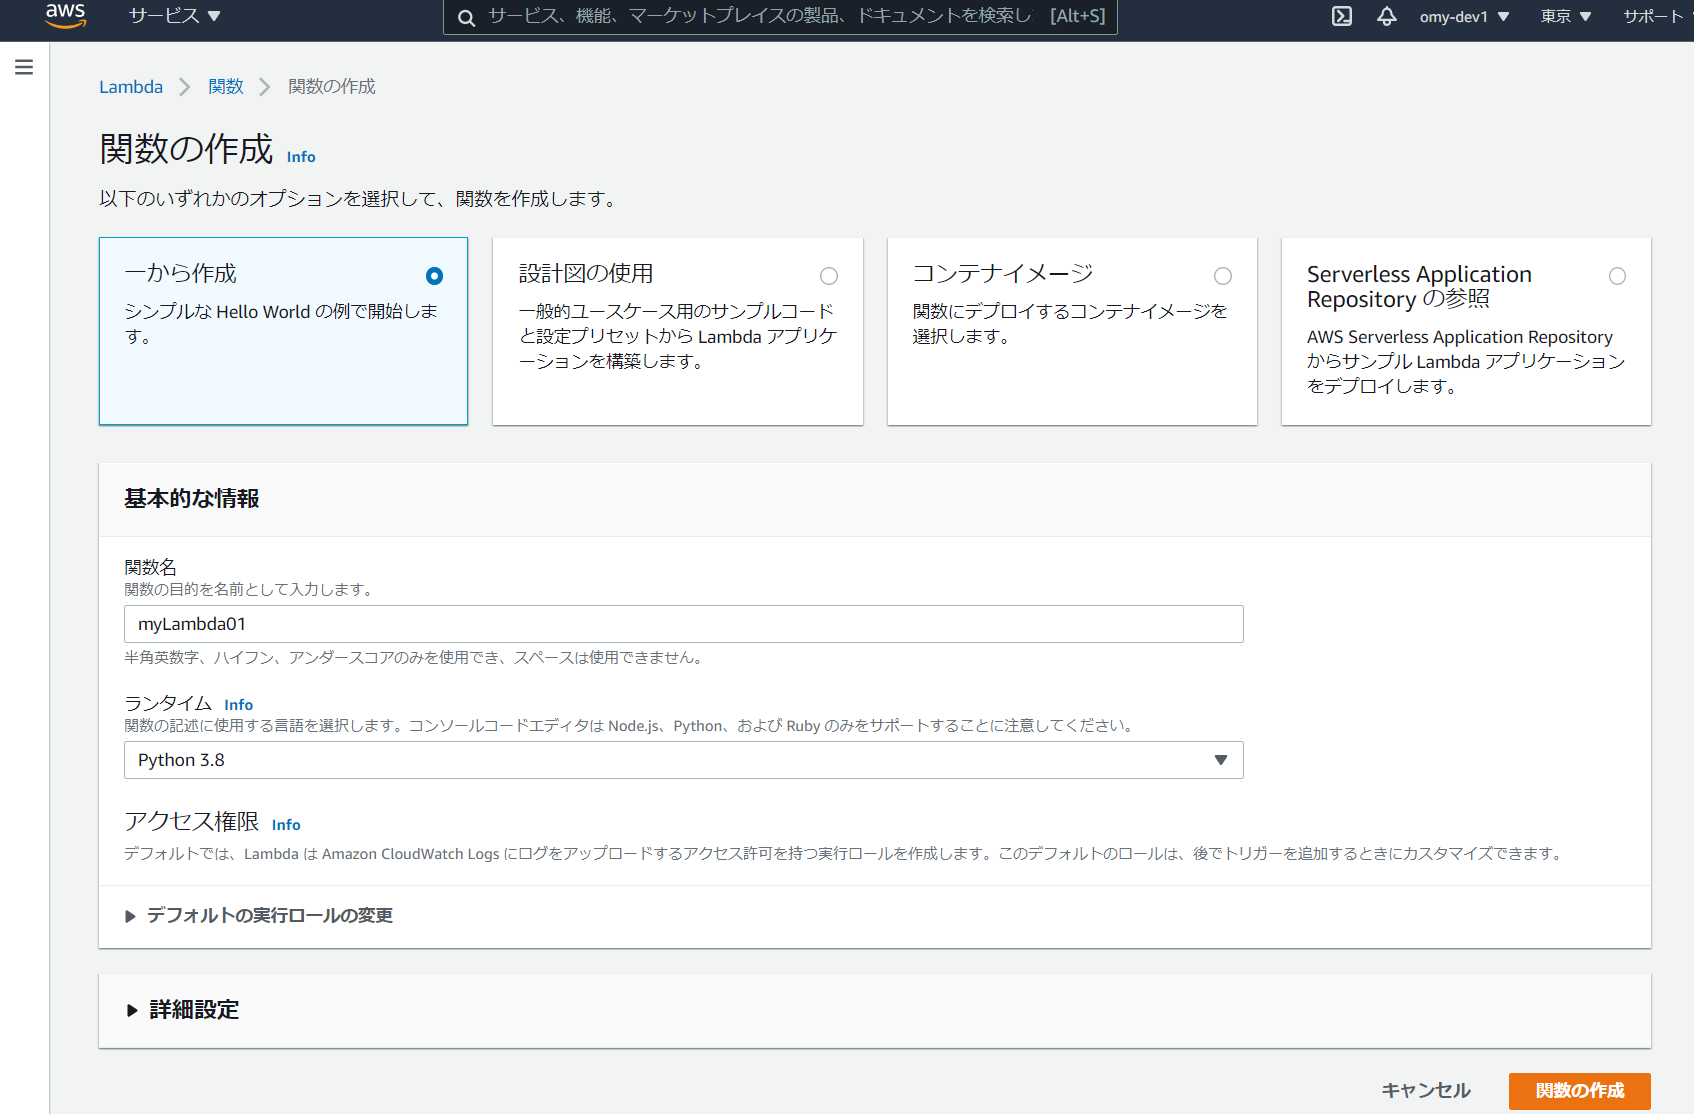 aws サービス サービス、機能、マーケットプレイスの製品、ドキュメントを検索し [Alt+S] omy-dev1 東京 サポート
Lambda 関数 関数の作成
関数の作成 Info
以下のいずれかのオプションを選択して、関数を作成します。
一から作成
シンプルな Hello World の例で開始しま
す。
設計図の使用
一般的ユースケース用のサンプルコード
と設定プリセットから Lambda アプリケ
ーションを構築します。
コンテナイメージ
関数にデプロイするコンテナイメージを
選択します。
Serverless Application
Repository の参照
AWS Serverless Application Repository
からサンプル Lambda アプリケーション
をデプロイします。
基本的な情報
関数名
関数の目的を名前として入力します。
myLambda01
半角英数字、ハイフン、アンダースコアのみを使用でき、スペースは使用できません。
ランタイム Info
関数の記述に使用する言語を選択します。コンソールコードエディタは Node.js、Python、および Ruby のみをサポートすることに注意してください。
Python 3.8
アクセス権限 Info
デフォルトでは、Lambda は Amazon CloudWatch Logs にログをアップロードするアクセス許可を持つ実行ロールを作成します。このデフォルトのロールは、後でトリガーを追加するときにカスタマイズできます。
デフォルトの実行ロールの変更
詳細設定
キャンセル 関数の作成